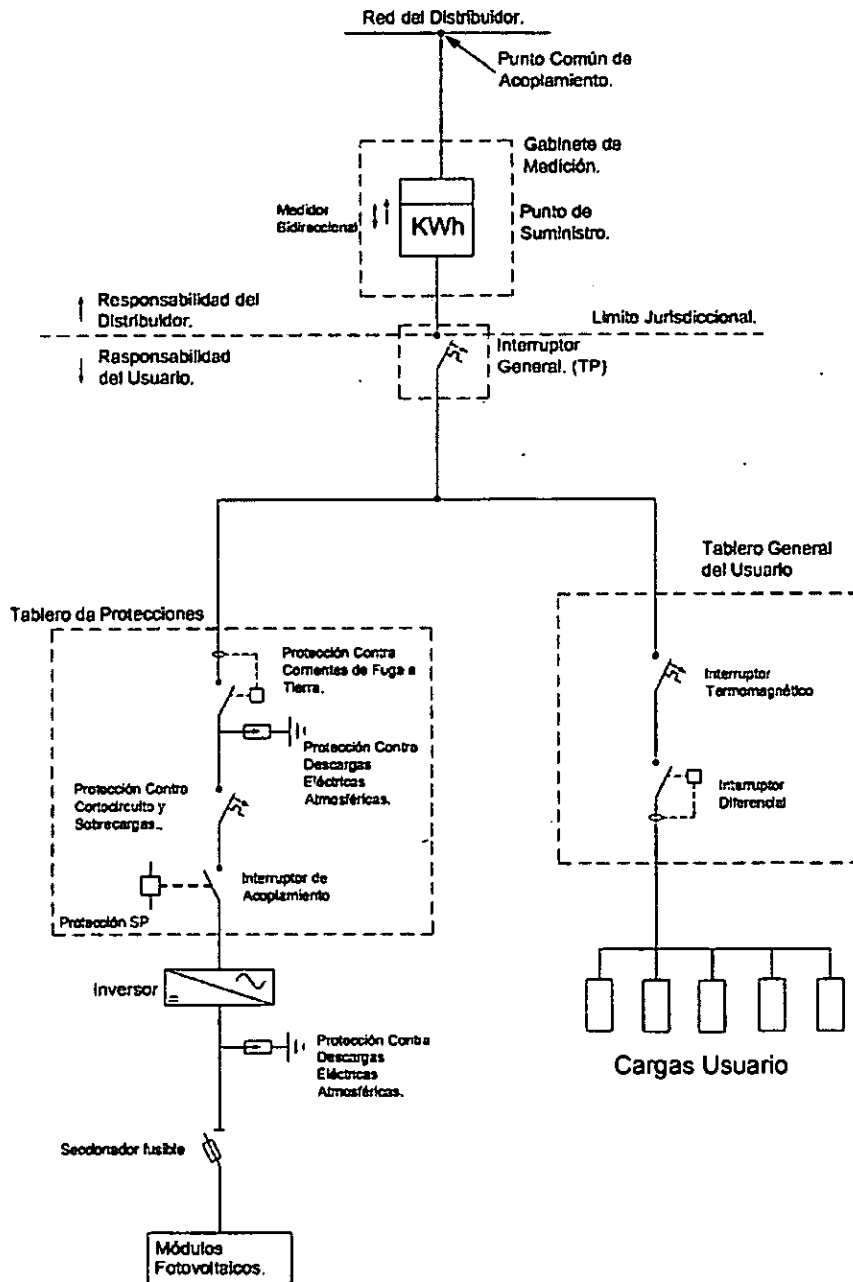 Red del Distribuidor.
Punto Común de
Acoplamiento.
Gabinete de
Medición.
Medidor
Bidireccional
KWh
Punto de
Suministro.
Responsabilidad del
Distribuidor.
Limito Jurisdiccional.
Rasponsabilidad
del Usuario.
Interruptor
General. (TP)
Tablero General
del Usuario
Tablero da Protecciones
Protección Contra
Corrientes de Fuga a
Tierra.
Interruptor
Termomagnético
Protección Contra
Descargas
Eléctricas
Atmosféricas.
Protección Contra
Cortocircuito y
Sobrecargas..
Interruptor
Diferencial
Interruptor de
Acoplamiento
Protección SP
Inversor
Protección Contra
Descargas
Eléctricas
Atmosféricas.
Cargas Usuario
Seccionador fusible
Módulos
Fotovoltaicos.